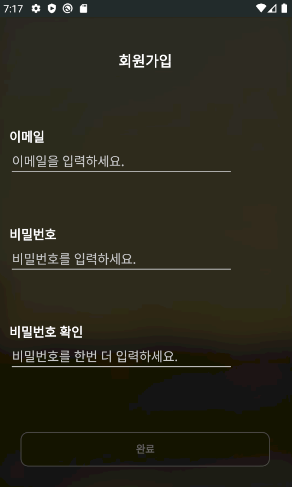 7:17
회원가입
이메일
이메일을 입력하세요.
비밀번호
비밀번호를 입력하세요.
비밀번호 확인
비밀번호를 한번 더 입력하세요.
완료